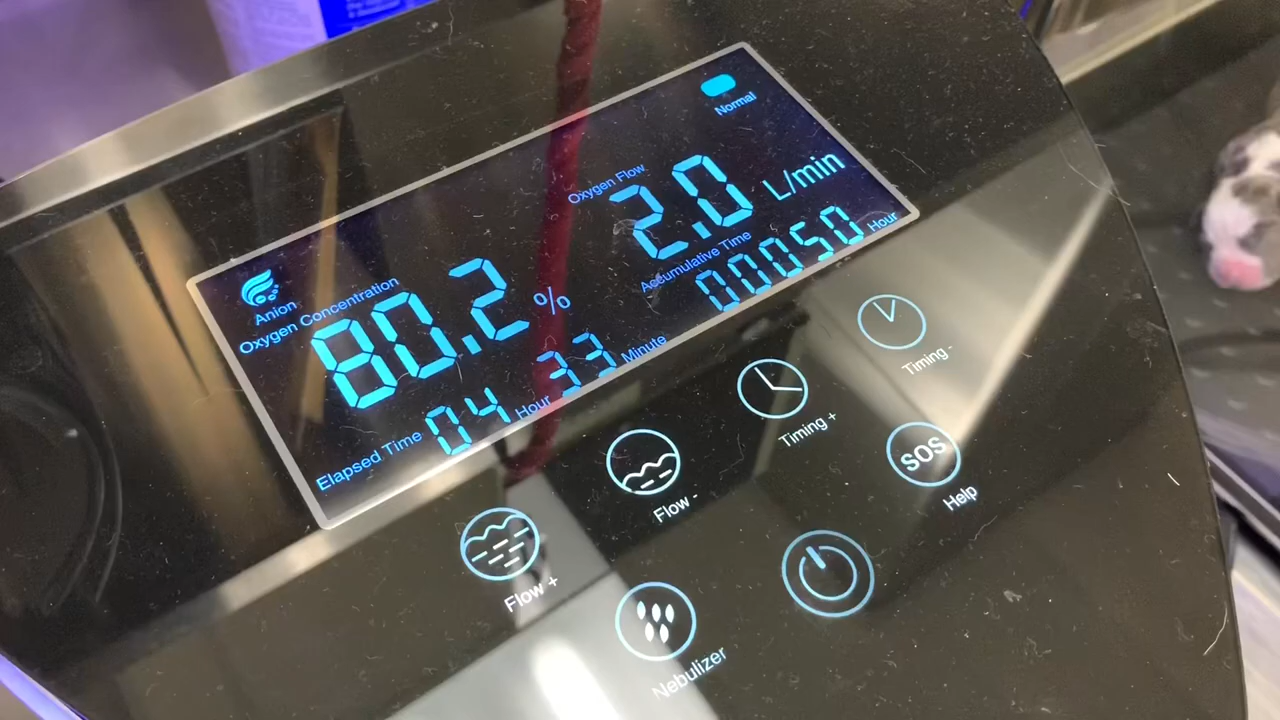 Normal
Oxygen Flow
2.0 L/min
Accumulative Time
00050 Hour
Anion
Oxygen Concentration
80.2 %
Elapsed Time 04 Hour 33 Minute
Timing -
Timing +
Flow -
Flow +
SOS
Help
Nebulizer